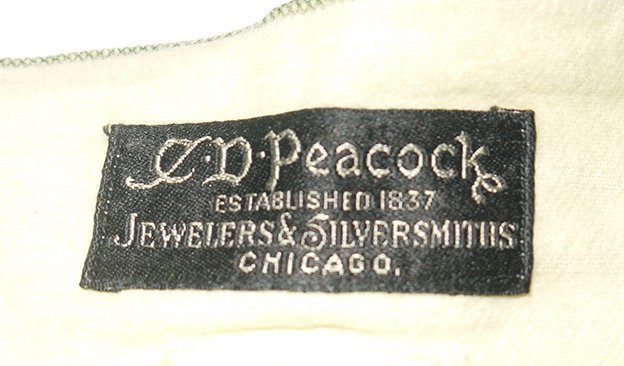 C.D. Peacock
ESTABLISHED 1837
JEWELERS & SILVERSMITHS
CHICAGO.